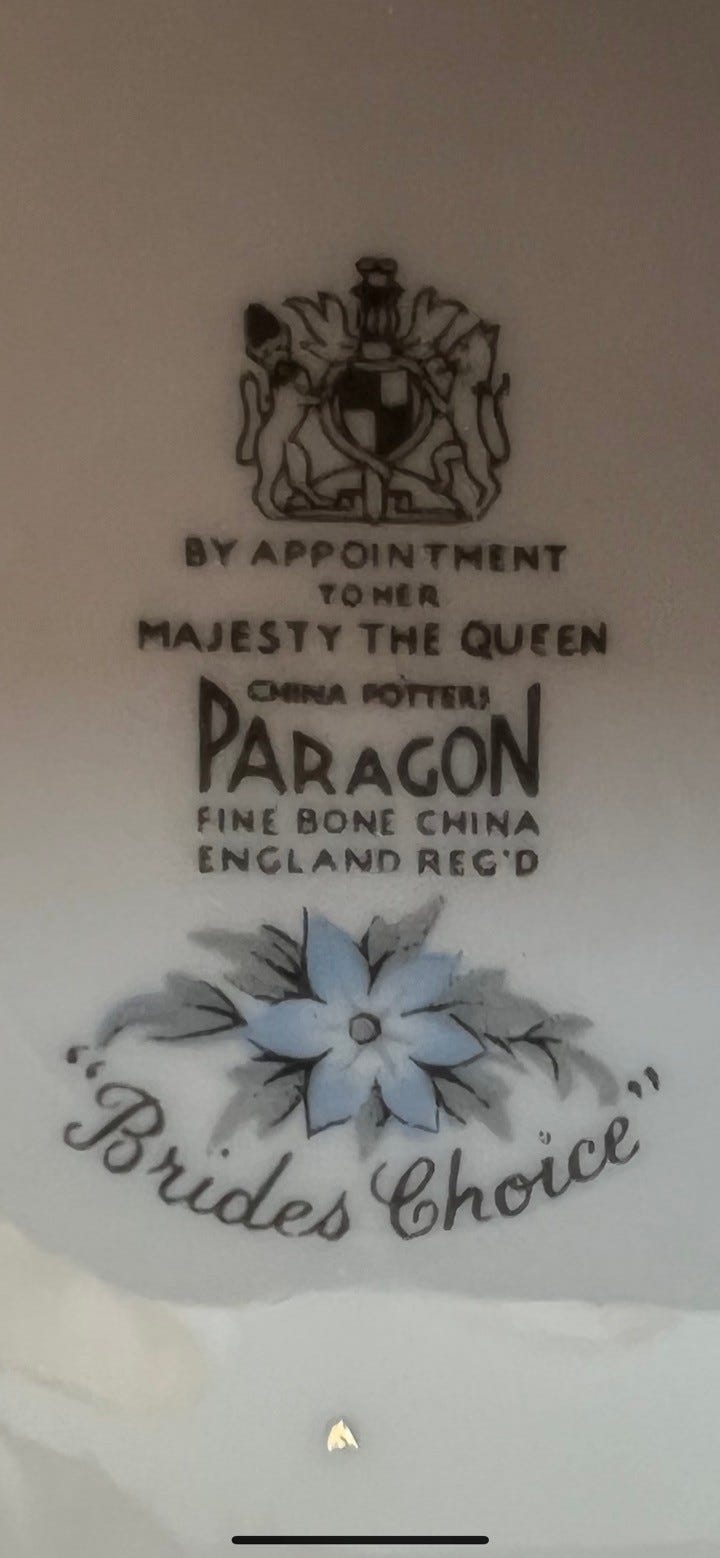 BY APPOINTMENT
TO HER
MAJESTY THE QUEEN
CHINA POTTERS
PARAGON
FINE BONE CHINA
ENGLAND REG'D
"Brides Choice"